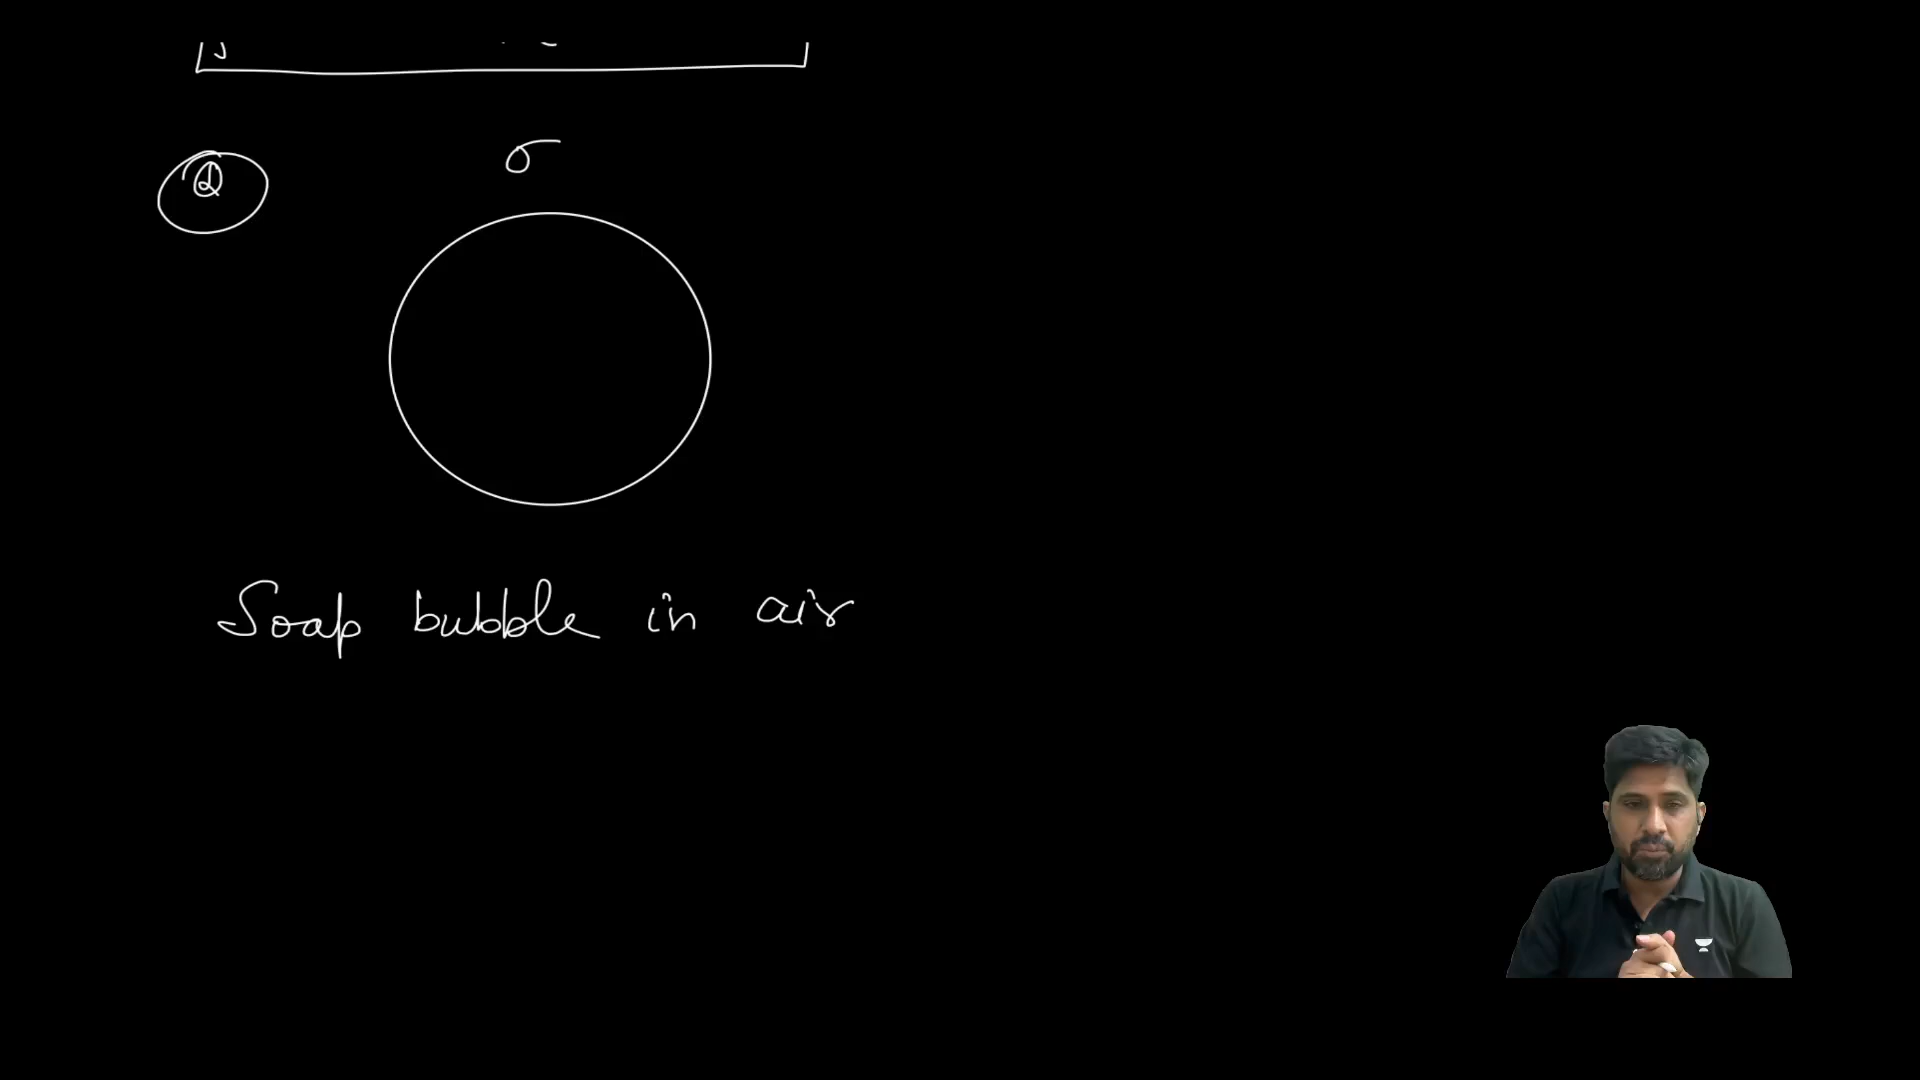 Q
σ
Soap bubble in air